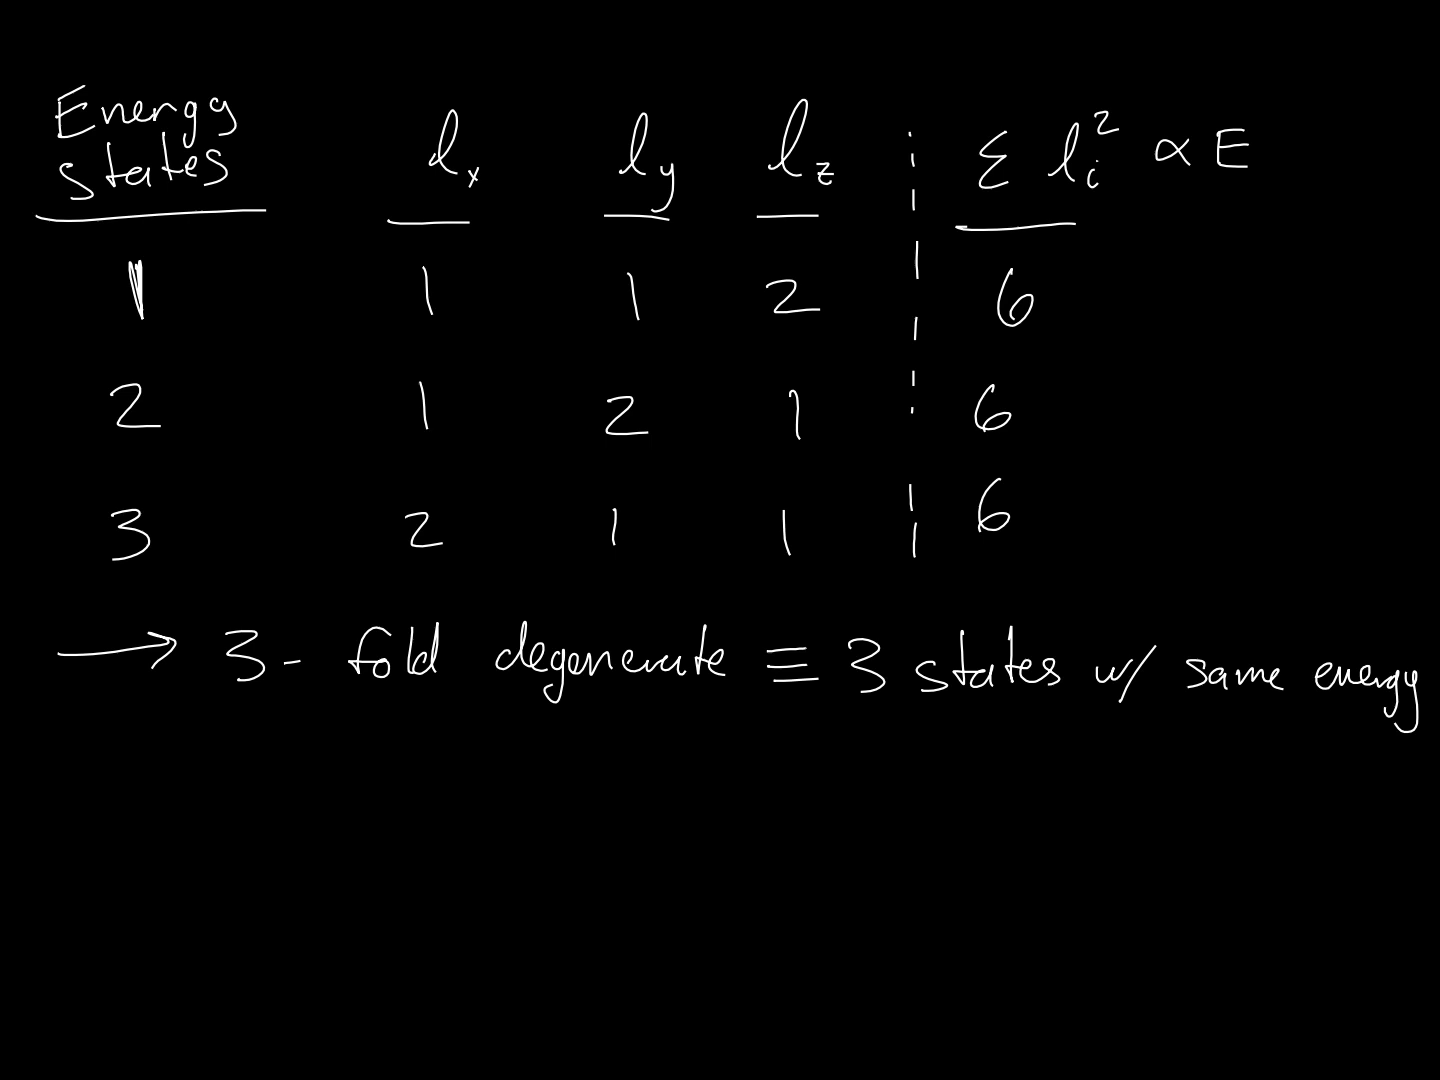 Energy states l_x l_y l_z Σ l_i^2 ∝ E
1 1 1 2 6
2 1 2 1 6
3 2 1 1 6
→ 3-fold degenerate ≡ 3 states w/ same energy